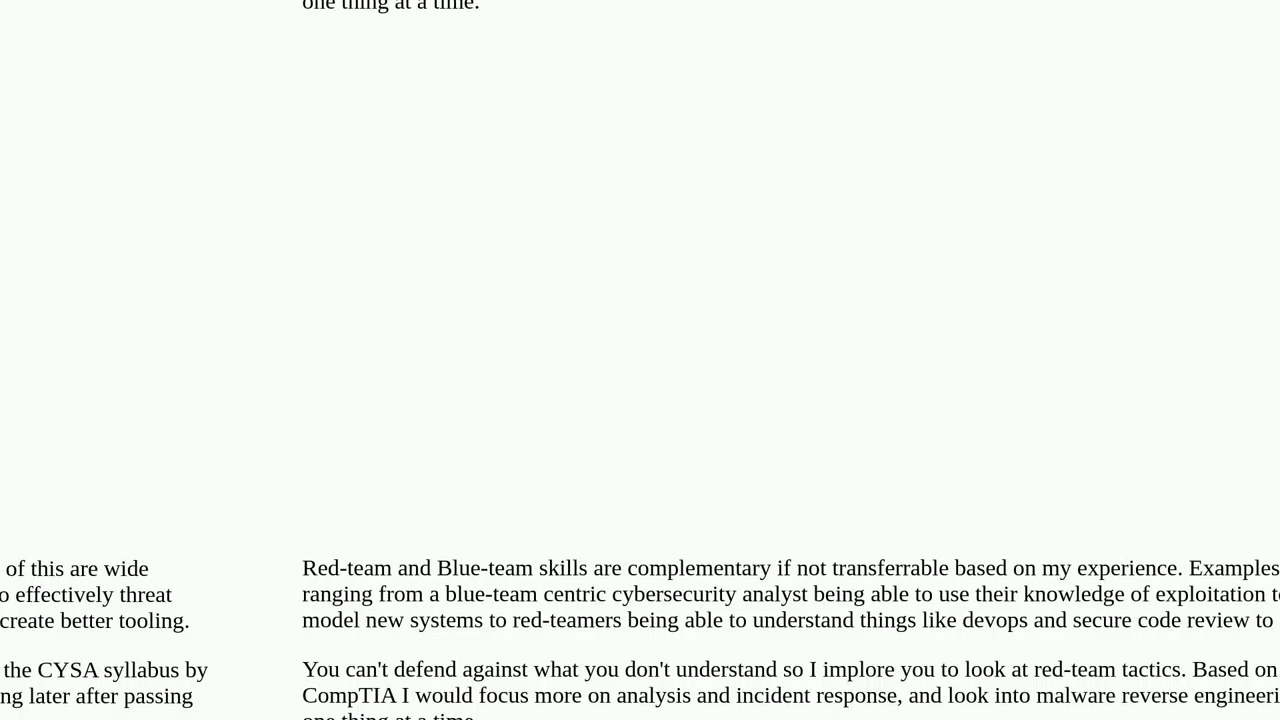 one thing at a time.
of this are wide
o effectively threat
create better tooling.
the CYSA syllabus by
ng later after passing
Red-team and Blue-team skills are complementary if not transferrable based on my experience. Examples
ranging from a blue-team centric cybersecurity analyst being able to use their knowledge of exploitation t
model new systems to red-teamers being able to understand things like devops and secure code review to
You can't defend against what you don't understand so I implore you to look at red-team tactics. Based on
CompTIA I would focus more on analysis and incident response, and look into malware reverse engineeri
one thing at a time.